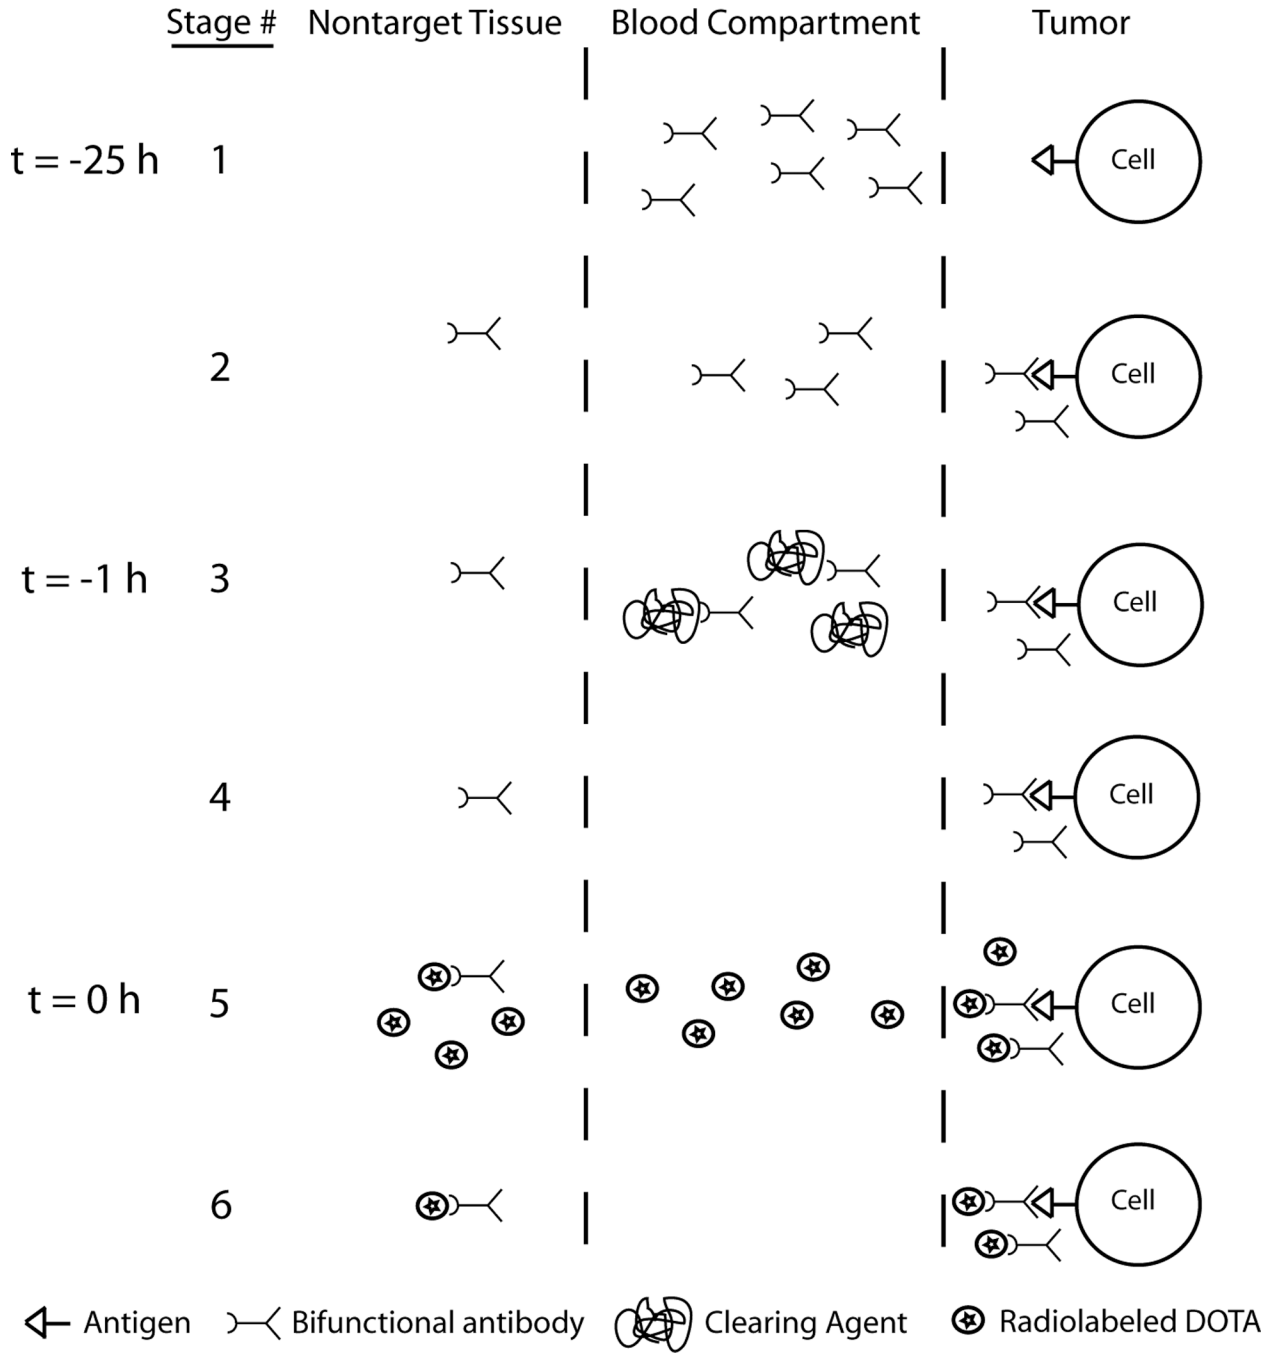 Stage # Nontarget Tissue Blood Compartment Tumor
t = -25 h 1 Cell
2 Cell
t = -1 h 3 Cell
4 Cell
t = 0 h 5 Cell
6 Cell
Antigen Bifunctional antibody Clearing Agent Radiolabeled DOTA